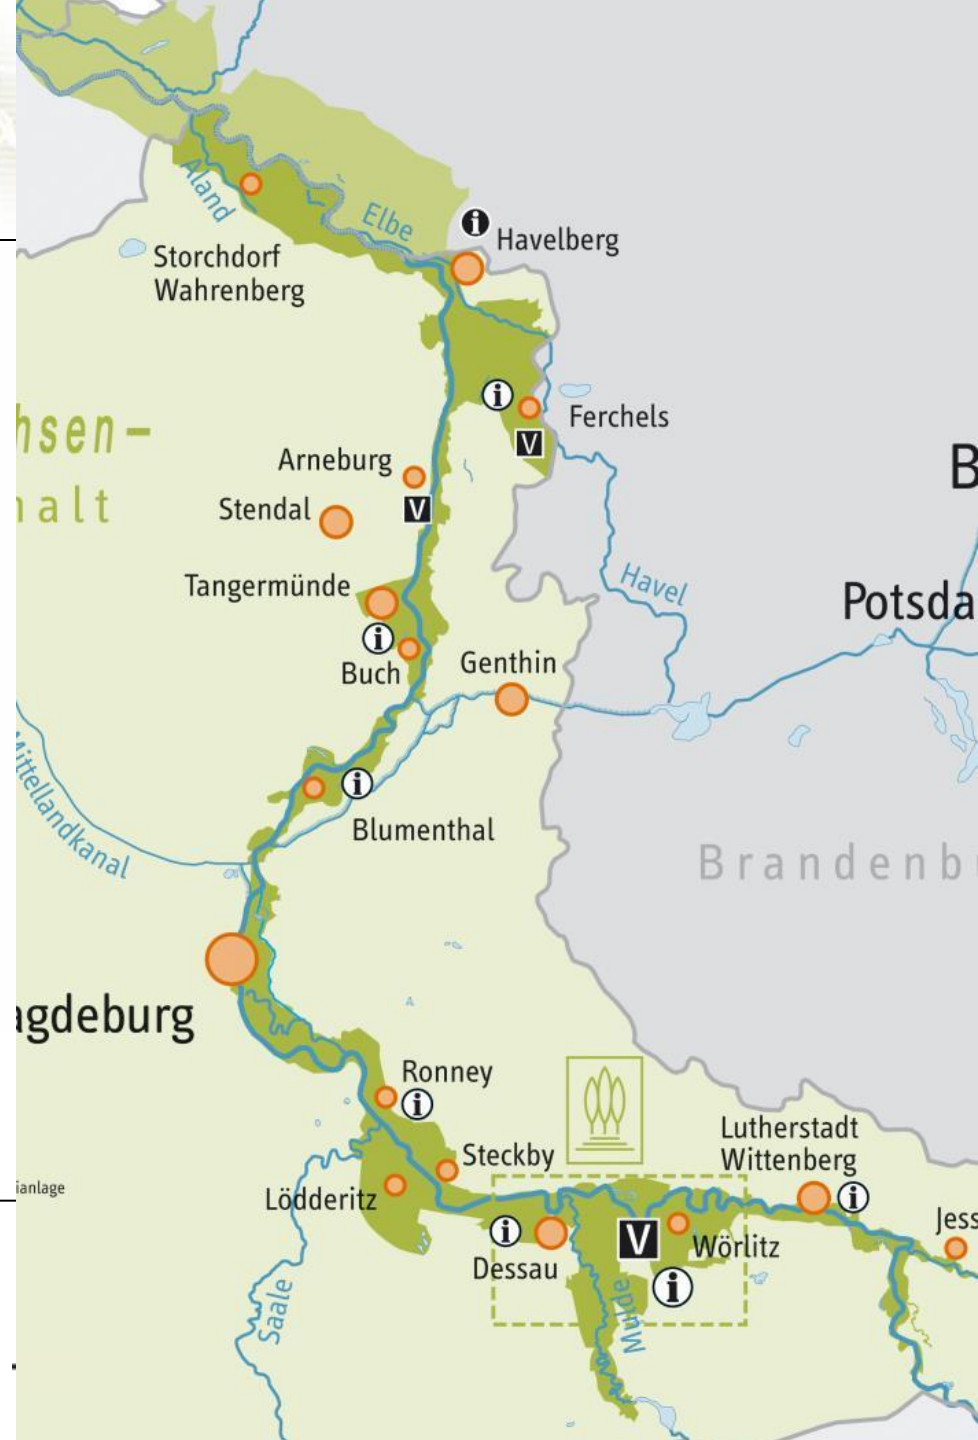 Aland
Elbe
Havelberg
Storchdorf
Wahrenberg
i
i
Ferchels
V
hsen-
halt
Arneburg
Stendal
V
B
Tangermünde
Havel
Potsda
i
Buch
Genthin
i
Mittellandkanal
Blumenthal
Brandenb
agdeburg
Ronney
i
Steckby
Lutherstadt
Wittenberg
i
ianlage
Lödderitz
Jess
i
V
Wörlitz
Dessau
i
Saale
Mulde